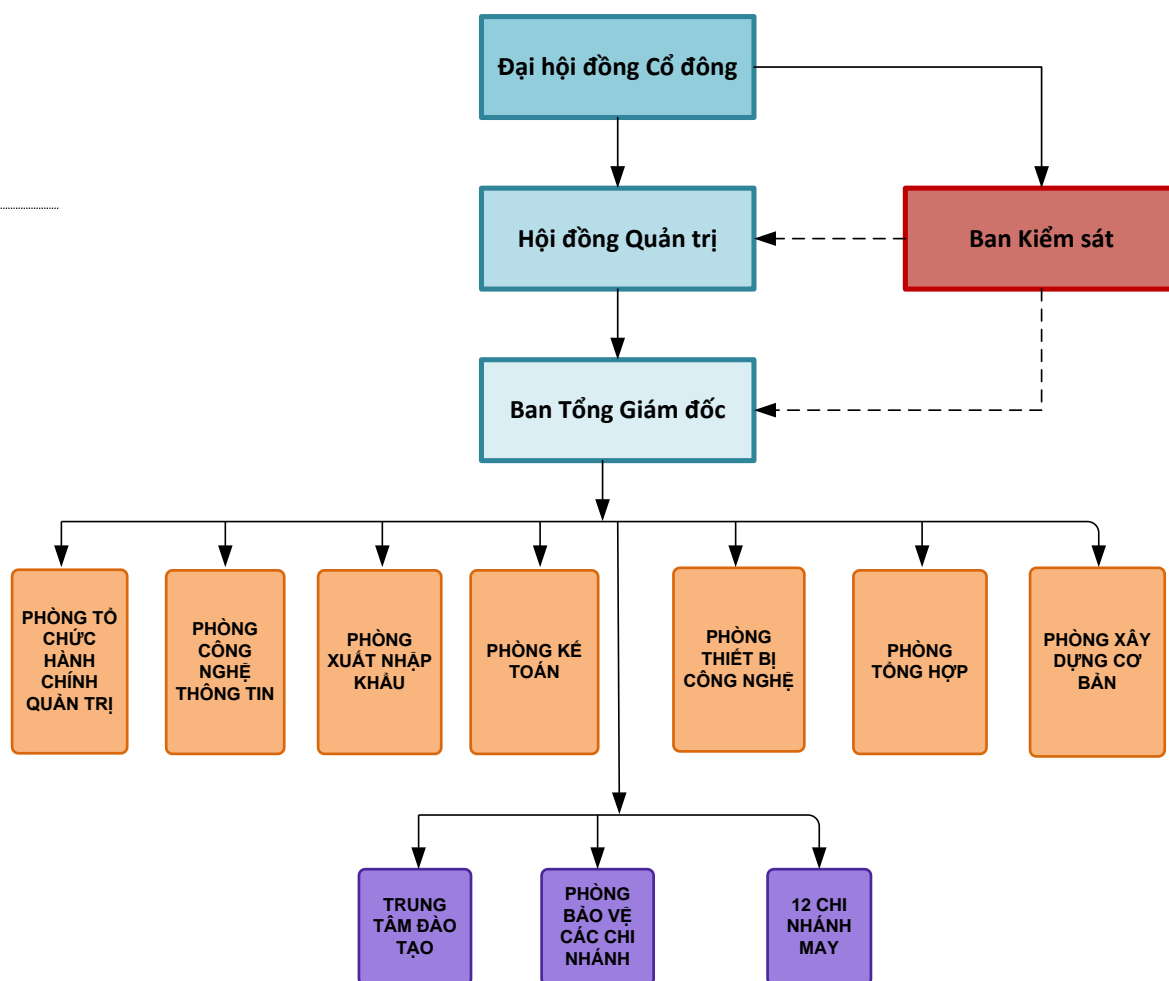 Đại hội đồng Cổ đông
Hội đồng Quản trị
Ban Kiểm sát
Ban Tổng Giám đốc
PHÒNG TỔ
CHỨC
HÀNH
CHÍNH
QUẢN TRỊ
PHÒNG
CÔNG
NGHỆ
THÔNG TIN
PHÒNG
XUẤT NHẬP
KHẨU
PHÒNG KẾ
TOÁN
PHÒNG
THIẾT BỊ
CÔNG NGHỆ
PHÒNG
TỔNG HỢP
PHÒNG XÂY
DỰNG CƠ
BẢN
TRUNG
TÂM ĐÀO
TẠO
PHÒNG
BẢO VỆ
CÁC CHI
NHÁNH
12 CHI
NHÁNH
MAY